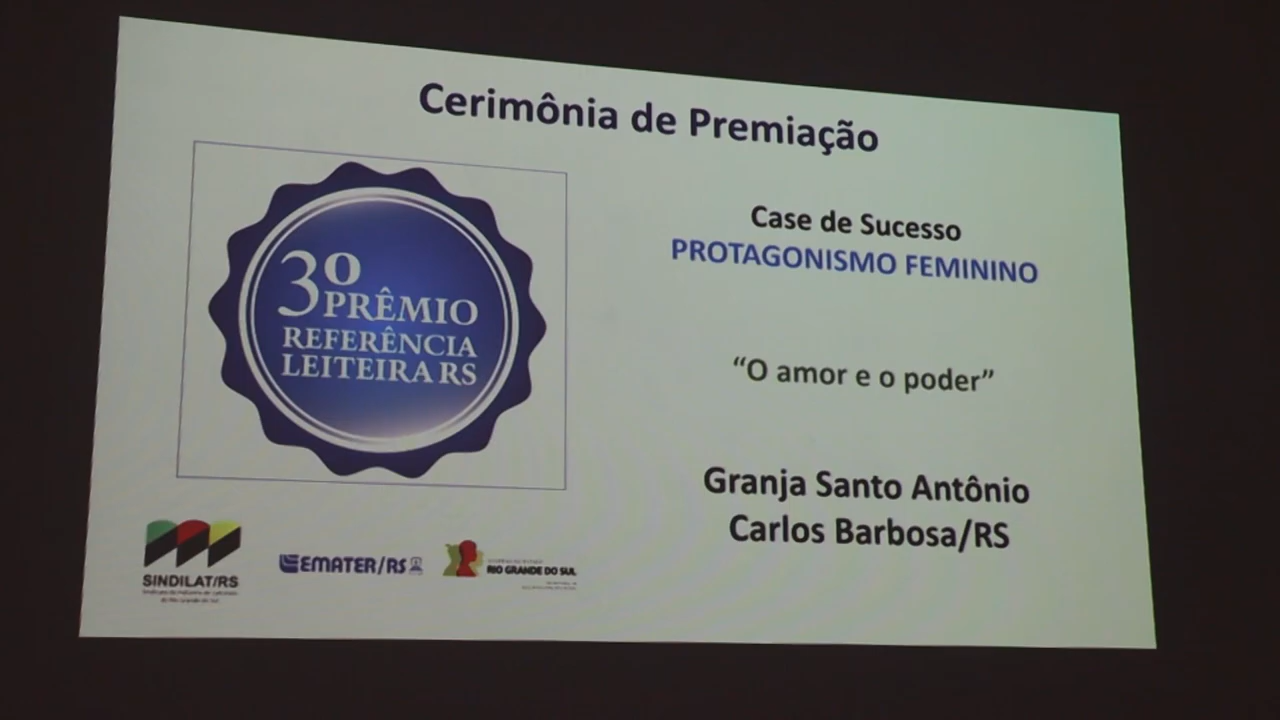 Cerimônia de Premiação
3º
PRÊMIO
REFERÊNCIA
LEITEIRA RS
Case de Sucesso
PROTAGONISMO FEMININO
“O amor e o poder”
Granja Santo Antônio
Carlos Barbosa/RS
SINDILAT/RS
EMATER/RS
RIO GRANDE DO SUL